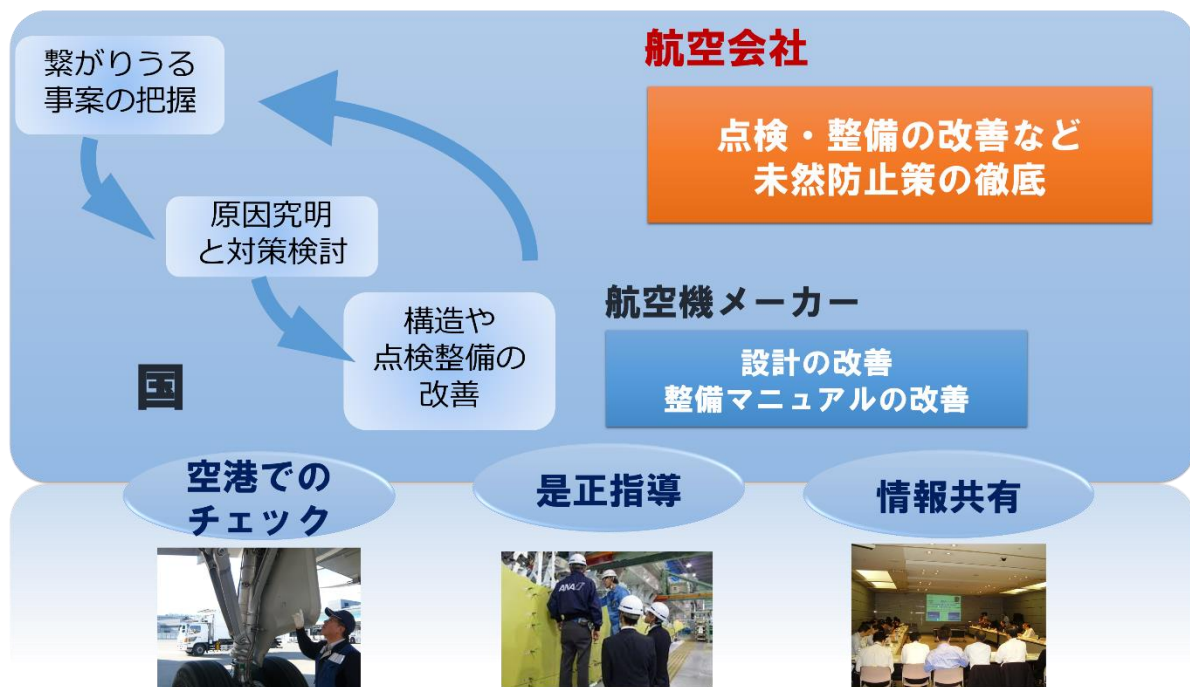 繋がりうる
事案の把握
原因究明
と対策検討
構造や
点検整備の
改善
航空会社
点検・整備の改善など
未然防止策の徹底
航空機メーカー
設計の改善
整備マニュアルの改善
国
空港での
チェック
是正指導
情報共有
ANA